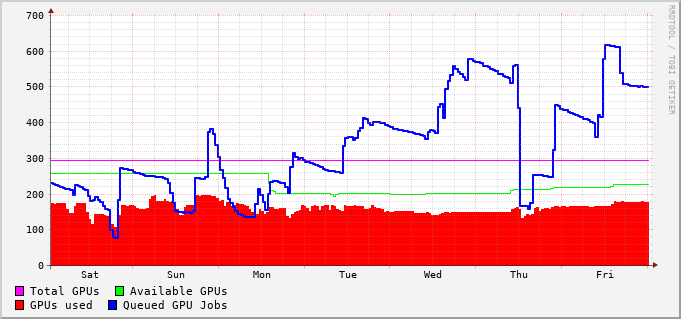 700
600
500
400
300
200
100
0
Sat Sun Mon Tue Wed Thu Fri
Total GPUs Available GPUs
GPUs used Queued GPU Jobs
RRDTOOL / TOBI OETIKER